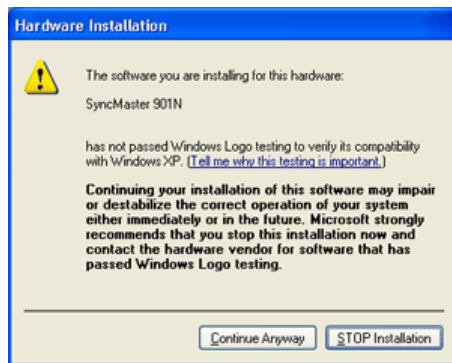 Hardware Installation
The software you are installing for this hardware:
SyncMaster 901N
has not passed Windows Logo testing to verify its compatibility
with Windows XP. (Tell me why this testing is important.)
Continuing your installation of this software may impair
or destabilize the correct operation of your system
either immediately or in the future. Microsoft strongly
recommends that you stop this installation now and
contact the hardware vendor for software that has
passed Windows Logo testing.
Continue Anyway STOP Installation